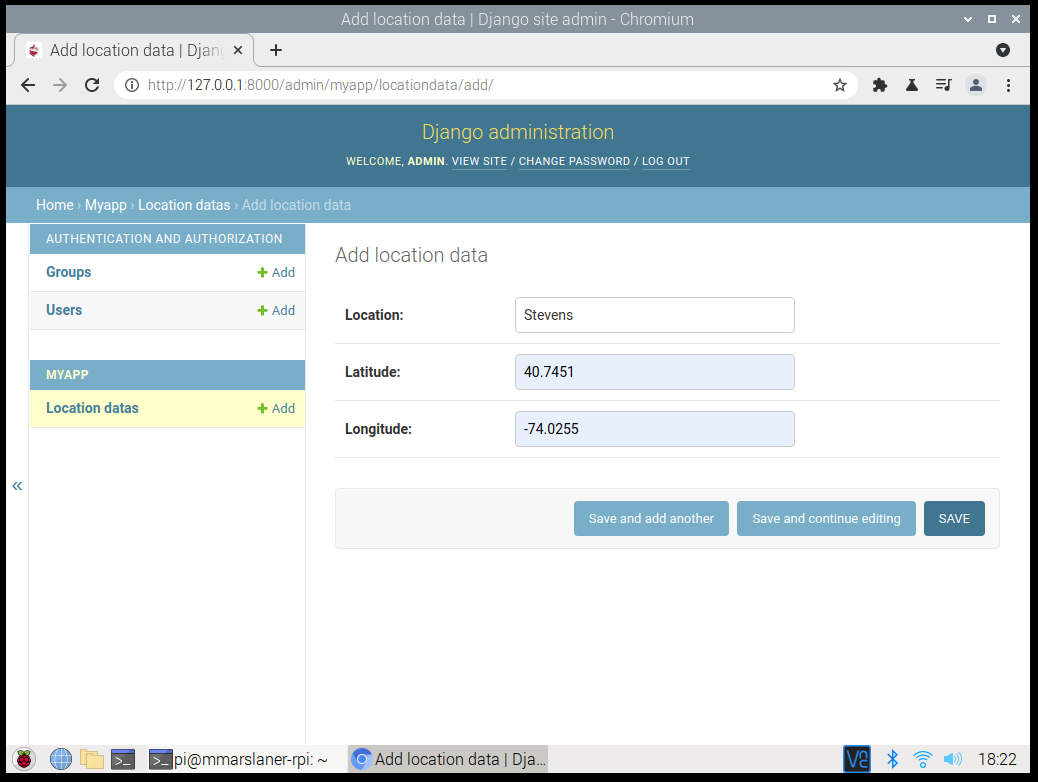 Add location data | Django site admin - Chromium
Add location data | Djan
http://127.0.0.1:8000/admin/myapp/locationdata/add/
Django administration
WELCOME, ADMIN. VIEW SITE / CHANGE PASSWORD / LOG OUT
Home › Myapp › Location datas › Add location data
AUTHENTICATION AND AUTHORIZATION
Groups + Add
Users + Add
MYAPP
Location datas + Add
«
Add location data
Location: Stevens
Latitude: 40.7451
Longitude: -74.0255
Save and add another Save and continue editing SAVE
>_ >_ pi@mmarslaner-rpi: ~ Add location data | Dja... V2 18:22